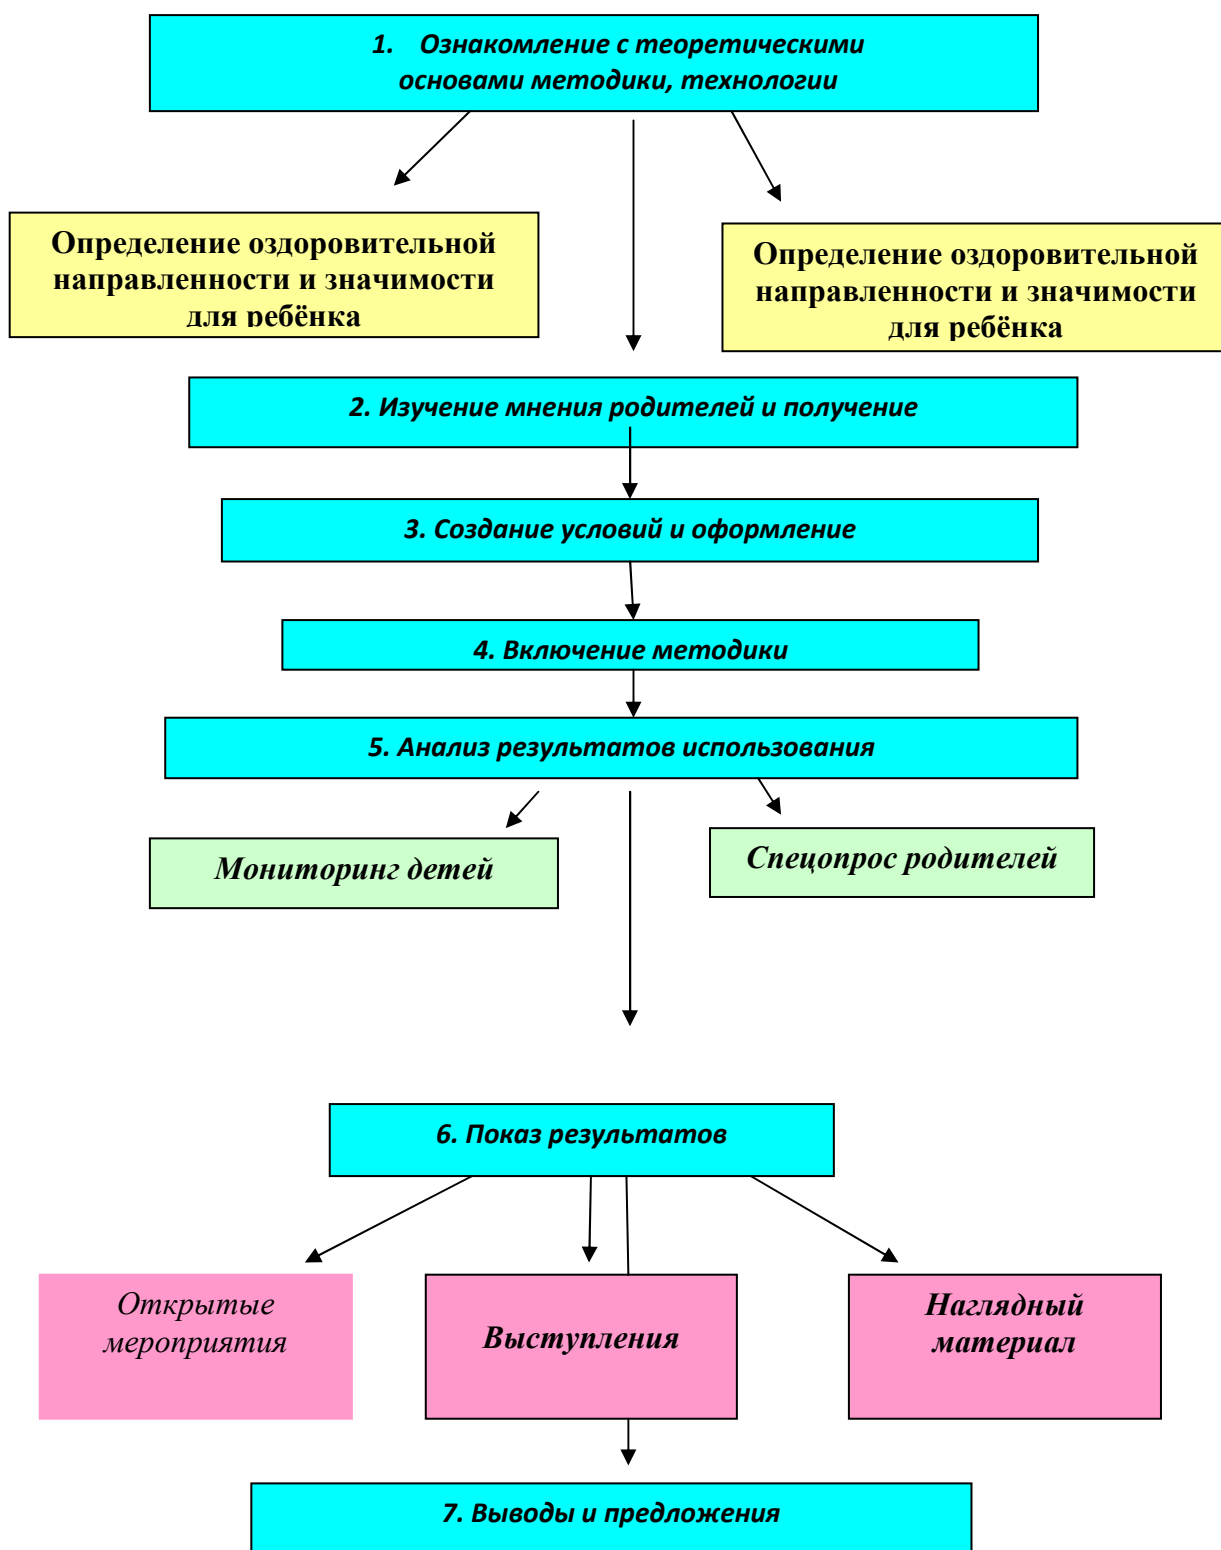 1. Ознакомление с теоретическими
основами методики, технологии
Определение оздоровительной
направленности и значимости
для ребёнка
Определение оздоровительной
направленности и значимости
для ребёнка
2. Изучение мнения родителей и получение
3. Создание условий и оформление
4. Включение методики
5. Анализ результатов использования
Мониторинг детей
Спецопрос родителей
6. Показ результатов
Открытые
мероприятия
Выступления
Наглядный
материал
7. Выводы и предложения